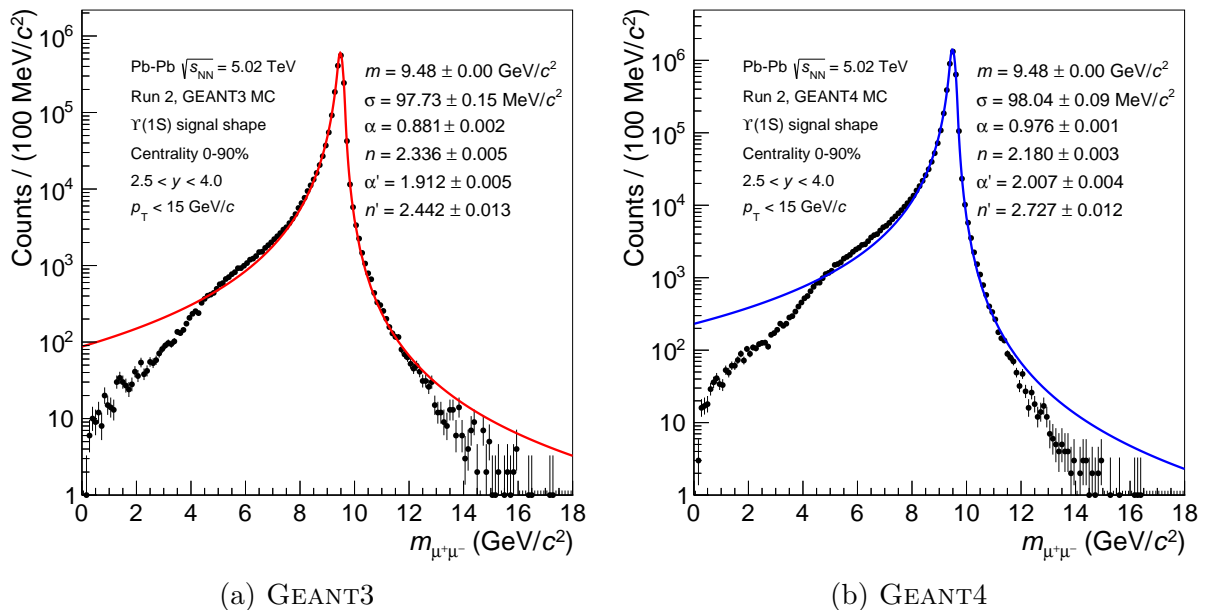 Counts / (100 MeV/c²)
10⁶
10⁵
10⁴
10³
10²
10
1
Pb-Pb √s_NN = 5.02 TeV
Run 2, GEANT3 MC
ϒ(1S) signal shape
Centrality 0-90%
2.5 < y < 4.0
p_T < 15 GeV/c
m = 9.48 ± 0.00 GeV/c²
σ = 97.73 ± 0.15 MeV/c²
α = 0.881 ± 0.002
n = 2.336 ± 0.005
α' = 1.912 ± 0.005
n' = 2.442 ± 0.013
0 2 4 6 8 10 12 14 16 18
m_μ⁺μ⁻ (GeV/c²)
(a) GEANT3
Counts / (100 MeV/c²)
10⁶
10⁵
10⁴
10³
10²
10
1
Pb-Pb √s_NN = 5.02 TeV
Run 2, GEANT4 MC
ϒ(1S) signal shape
Centrality 0-90%
2.5 < y < 4.0
p_T < 15 GeV/c
m = 9.48 ± 0.00 GeV/c²
σ = 98.04 ± 0.09 MeV/c²
α = 0.976 ± 0.001
n = 2.180 ± 0.003
α' = 2.007 ± 0.004
n' = 2.727 ± 0.012
0 2 4 6 8 10 12 14 16 18
m_μ⁺μ⁻ (GeV/c²)
(b) GEANT4